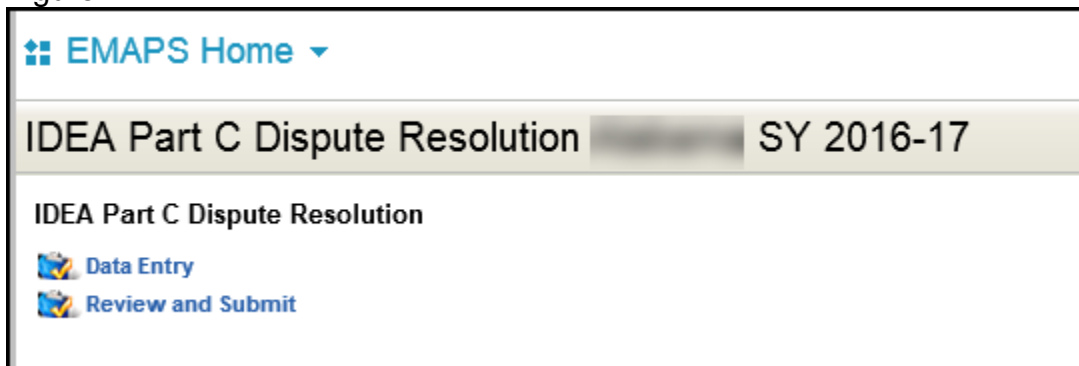 EMAPS Home
IDEA Part C Dispute Resolution SY 2016-17
IDEA Part C Dispute Resolution
Data Entry
Review and Submit